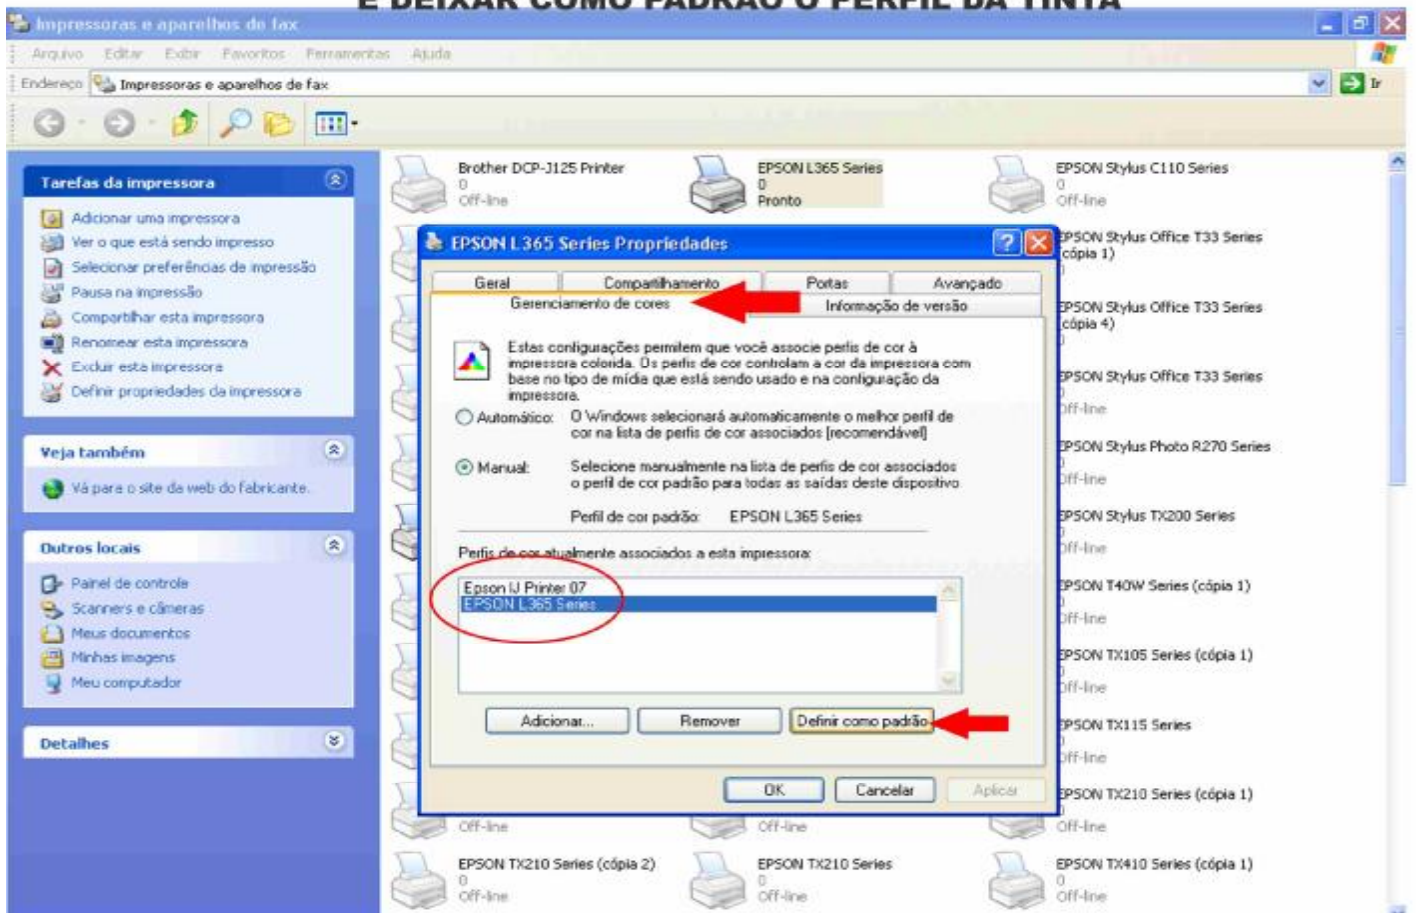 E DEIXAR COMO PADRÃO O PERFIL DA TINTA
Impressoras e aparelhos de fax
Arquivo Editar Exibir Favoritos Ferramentas Ajuda
Endereço Impressoras e aparelhos de fax Ir
Tarefas da impressora
Adicionar uma impressora
Ver o que está sendo impresso
Selecionar preferências de impressão
Pausa na impressão
Compartilhar esta impressora
Renomear esta impressora
Excluir esta impressora
Definir propriedades da impressora
Veja também
Vá para o site da web do fabricante.
Outros locais
Painel de controle
Scanners e câmeras
Meus documentos
Minhas imagens
Meu computador
Detalhes
Brother DCP-J125 Printer
0
Off-line
EPSON L365 Series
0
Pronto
EPSON Stylus C110 Series
0
Off-line
EPSON L365 Series Propriedades
Geral Compartilhamento Portas Avançado
Gerenciamento de cores Informação de versão
Estas configurações permitem que você associe perfis de cor à
impressora colorida. Os perfis de cor controlam a cor da impressora com
base no tipo de mídia que está sendo usado e na configuração da
impressora.
Automático: O Windows selecionará automaticamente o melhor perfil de
cor na lista de perfis de cor associados [recomendável]
Manual: Selecione manualmente na lista de perfis de cor associados
o perfil de cor padrão para todas as saídas deste dispositivo
Perfil de cor padrão: EPSON L365 Series
Perfis de cor atualmente associados a esta impressora:
Epson IJ Printer 07
EPSON L365 Series
Adicionar... Remover Definir como padrão
OK Cancelar Aplicar
EPSON Stylus Office T33 Series
(cópia 1)
EPSON Stylus Office T33 Series
(cópia 4)
EPSON Stylus Office T33 Series
Off-line
EPSON Stylus Photo R270 Series
Off-line
EPSON Stylus TX200 Series
Off-line
EPSON T40W Series (cópia 1)
Off-line
EPSON TX105 Series (cópia 1)
Off-line
EPSON TX115 Series
Off-line
EPSON TX210 Series (cópia 1)
0
Off-line
Off-line
Off-line
EPSON TX210 Series (cópia 2)
0
Off-line
EPSON TX210 Series
0
Off-line
EPSON TX410 Series (cópia 1)
0
Off-line